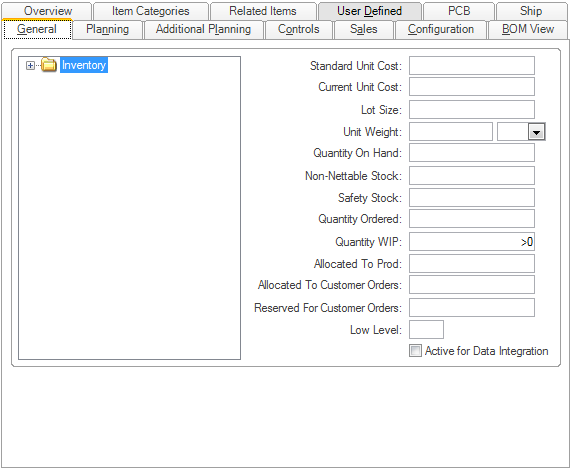 Overview Item Categories Related Items User Defined PCB Ship
General Planning Additional Planning Controls Sales Configuration BOM View
Inventory
Standard Unit Cost:
Current Unit Cost:
Lot Size:
Unit Weight:
Quantity On Hand:
Non-Nettable Stock:
Safety Stock:
Quantity Ordered:
Quantity WIP: >0
Allocated To Prod:
Allocated To Customer Orders:
Reserved For Customer Orders:
Low Level:
Active for Data Integration